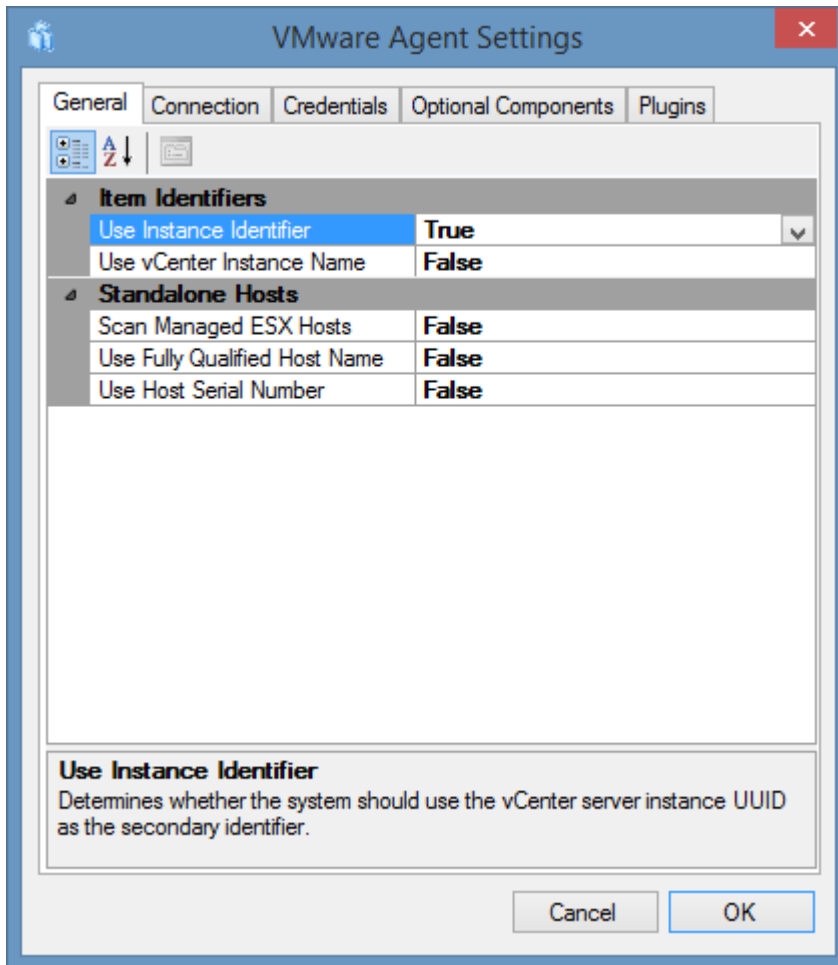 VMware Agent Settings
General Connection Credentials Optional Components Plugins
A Z
Item Identifiers
Use Instance Identifier True
Use vCenter Instance Name False
Standalone Hosts
Scan Managed ESX Hosts False
Use Fully Qualified Host Name False
Use Host Serial Number False
Use Instance Identifier
Determines whether the system should use the vCenter server instance UUID
as the secondary identifier.
Cancel OK